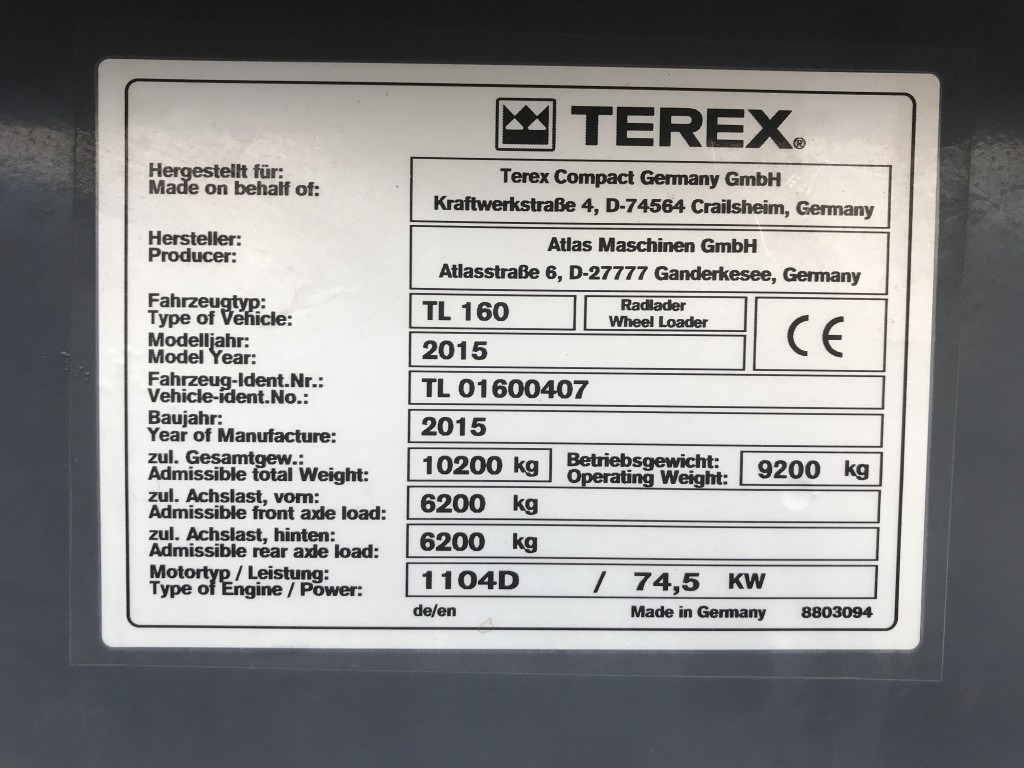 TEREX®
Hergestellt für:
Made on behalf of:
Terex Compact Germany GmbH
Kraftwerkstraße 4, D-74564 Crailsheim, Germany
Hersteller:
Producer:
Atlas Maschinen GmbH
Atlasstraße 6, D-27777 Ganderkesee, Germany
Fahrzeugtyp:
Type of Vehicle:
TL 160
Radlader
Wheel Loader
CE
Modelljahr:
Model Year:
2015
Fahrzeug-Ident.Nr.:
Vehicle-ident.No.:
TL 01600407
Baujahr:
Year of Manufacture:
2015
zul. Gesamtgew.:
Admissible total Weight:
10200 kg
Betriebsgewicht:
Operating Weight:
9200 kg
zul. Achslast, vorn:
Admissible front axle load:
6200 kg
zul. Achslast, hinten:
Admissible rear axle load:
6200 kg
Motortyp / Leistung:
Type of Engine / Power:
1104D / 74,5 KW
de/en
Made in Germany
8803094